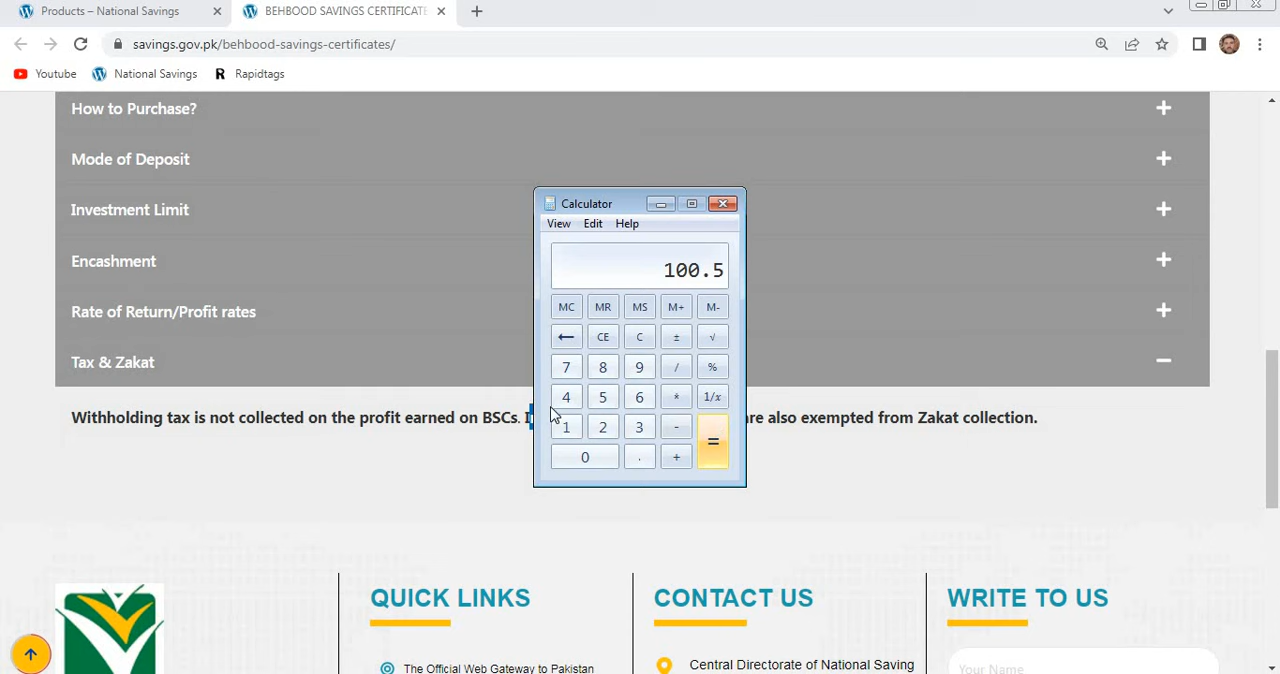 Products – National Savings
BEHBOOD SAVINGS CERTIFICATE
savings.gov.pk/behbood-savings-certificates/
Youtube
National Savings
R Rapidtags
How to Purchase?
Mode of Deposit
Investment Limit
Encashment
Rate of Return/Profit rates
Tax & Zakat
Withholding tax is not collected on the profit earned on BSCs. are also exempted from Zakat collection.
Calculator
View Edit Help
100.5
MC MR MS M+ M-
← CE C ± √
7 8 9 / %
4 5 6 * 1/x
1 2 3 - =
0 . +
QUICK LINKS
The Official Web Gateway to Pakistan
CONTACT US
Central Directorate of National Saving
WRITE TO US
Your Name